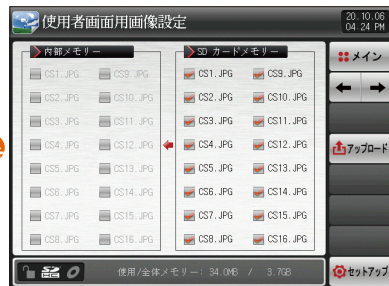 使用者画面用画像設定
20.10.06
04:24 PM
内部メモリー
CS1.JPG CS9.JPG
CS2.JPG CS10.JPG
CS3.JPG CS11.JPG
CS4.JPG CS12.JPG
CS5.JPG CS13.JPG
CS6.JPG CS14.JPG
CS7.JPG CS15.JPG
CS8.JPG CS16.JPG
SD カードメモリー
CS1.JPG CS9.JPG
CS2.JPG CS10.JPG
CS3.JPG CS11.JPG
CS4.JPG CS12.JPG
CS5.JPG CS13.JPG
CS6.JPG CS14.JPG
CS7.JPG CS15.JPG
CS8.JPG CS16.JPG
メイン
アップロード
セットアップ
使用/全体メモリー: 34.0MB / 3.7GB